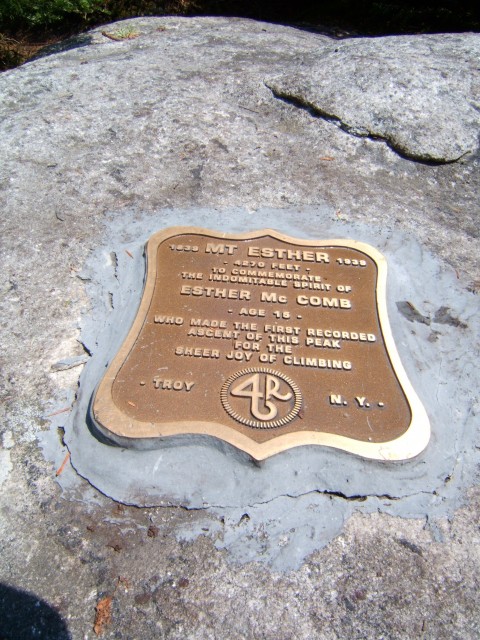 1839 MT ESTHER 1939
- 4270 FEET -
TO COMMEMORATE
THE INDOMITABLE SPIRIT OF
ESTHER Mc COMB
- AGE 15 -
WHO MADE THE FIRST RECORDED
ASCENT OF THIS PEAK
FOR THE
SHEER JOY OF CLIMBING
- TROY 46R N.Y. -